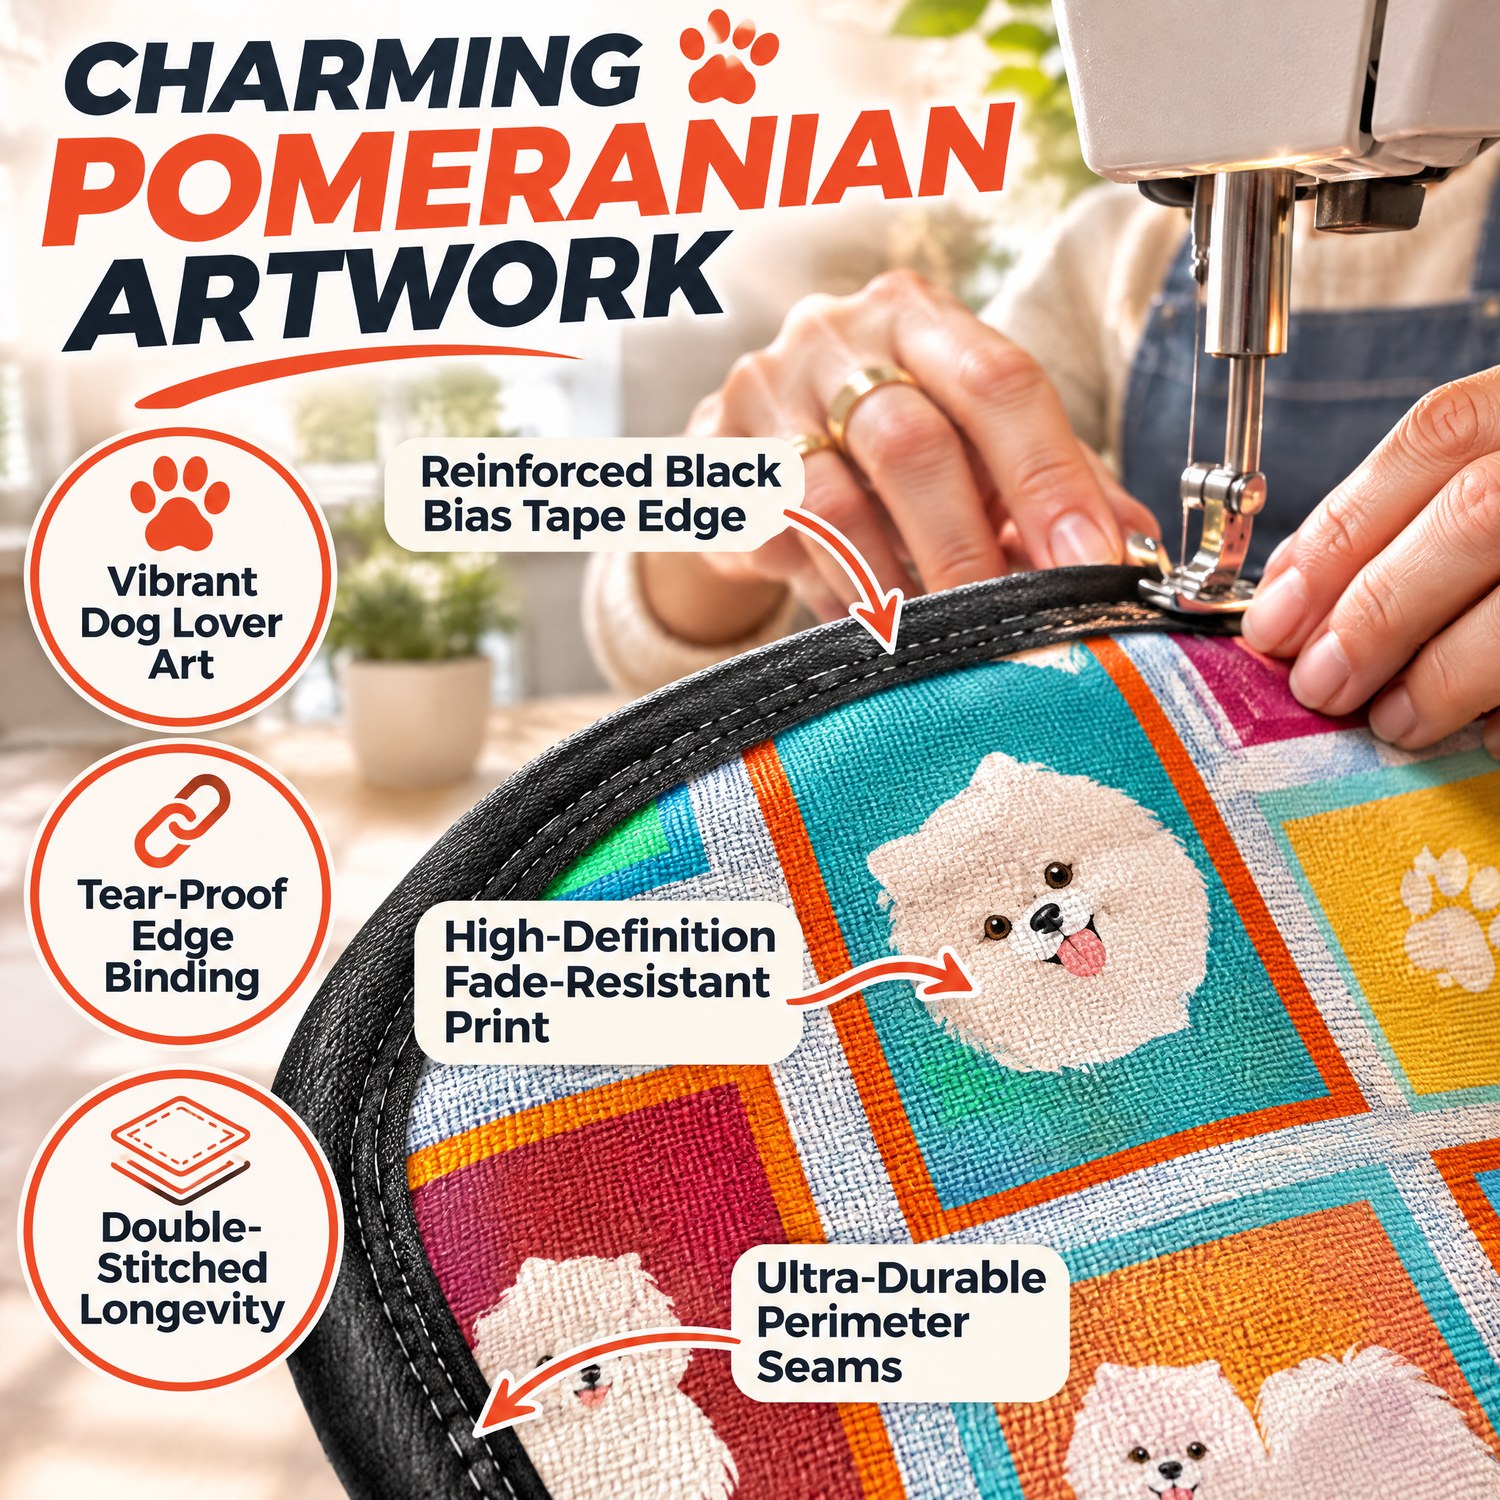 CHARMING
POMERANIAN
ARTWORK
Vibrant
Dog Lover
Art
Tear-Proof
Edge
Binding
Double-
Stitched
Longevity
Reinforced Black
Bias Tape Edge
High-Definition
Fade-Resistant
Print
Ultra-Durable
Perimeter
Seams